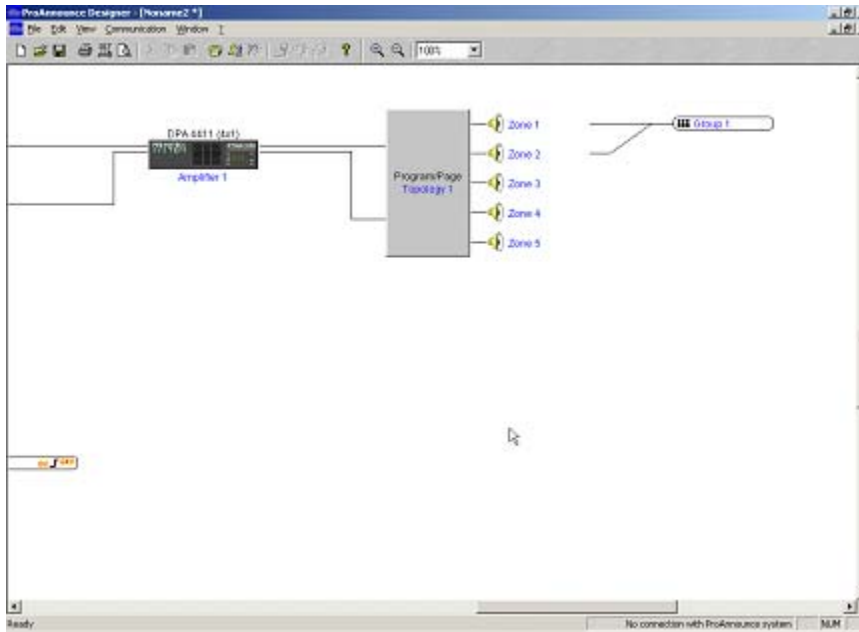 ProAnnounce Designer - [Noname2 *]
File Edit View Communication Window ?
100%
Zone 1
Group 1
DPA 4411 (4x1)
Zone 2
Amplifier 1
Program/Page
Topology 1
Zone 3
Zone 4
Zone 5
Ready
No connection with ProAnnounce system
NUM